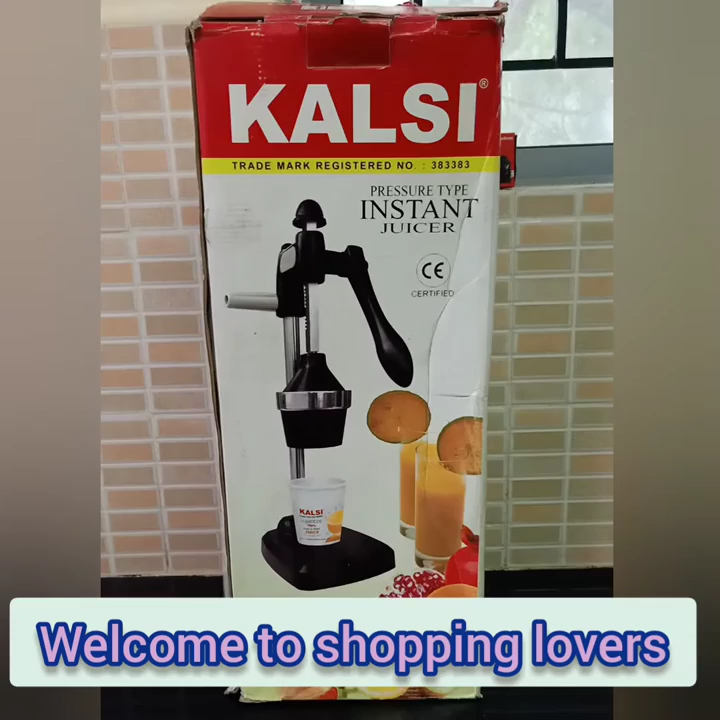 KALSI®
TRADE MARK REGISTERED NO. : 383383
PRESSURE TYPE
INSTANT
JUICER
CE
CERTIFIED
KALSI
JUICE
Welcome to shopping lovers